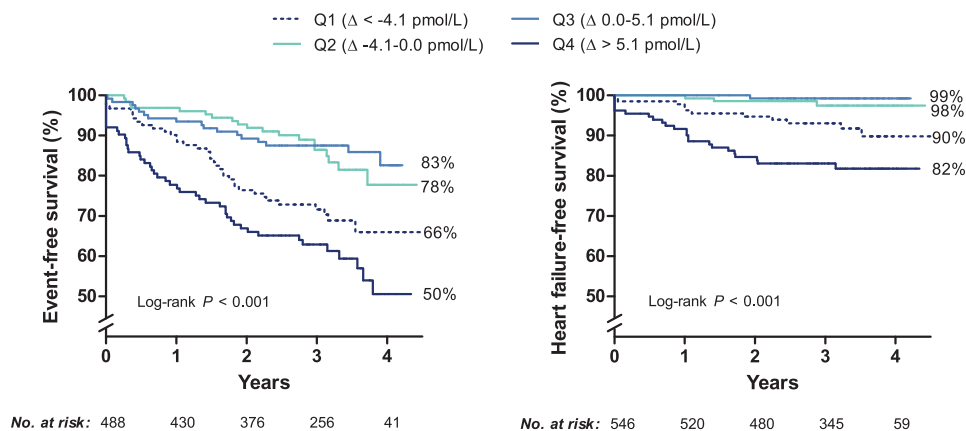 Q1 (Δ < -4.1 pmol/L)
Q2 (Δ -4.1-0.0 pmol/L)
Q3 (Δ 0.0-5.1 pmol/L)
Q4 (Δ > 5.1 pmol/L)
Event-free survival (%)
100
90
80
70
60
50
83%
78%
66%
50%
Log-rank P < 0.001
0 1 2 3 4
Years
No. at risk: 488 430 376 256 41
Heart failure-free survival (%)
100
90
80
70
60
50
99%
98%
90%
82%
Log-rank P < 0.001
0 1 2 3 4
Years
No. at risk: 546 520 480 345 59